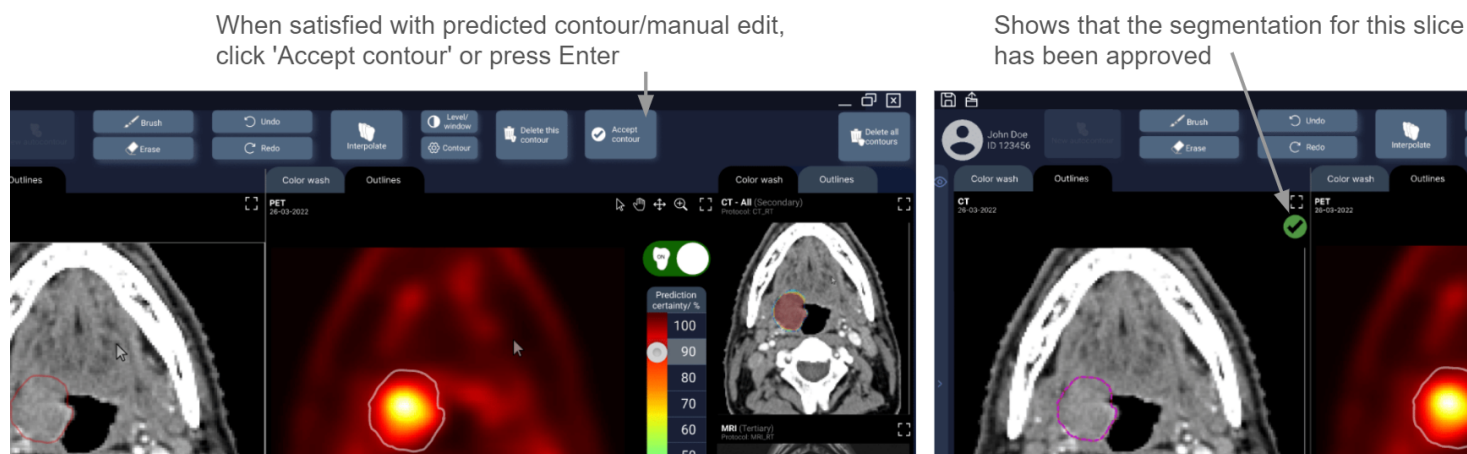 When satisfied with predicted contour/manual edit,
click 'Accept contour' or press Enter
Shows that the segmentation for this slice
has been approved
Brush
Erase
Undo
Redo
Interpolate
Level/
window
Contour
Delete this
contour
Accept
contour
Delete all
contours
Outlines
Color wash
Outlines
Color wash
Outlines
PET
26-03-2022
CT - All (Secondary)
Protocol: CT_RT
ON
Prediction
certainty/ %
100
90
80
70
60
50
MRI (Tertiary)
Protocol: MRI_RT
John Doe
ID 123456
Brush
Erase
Undo
Redo
Interpolate
Color wash
Outlines
Color wash
Outlines
CT
26-03-2022
PET
26-03-2022